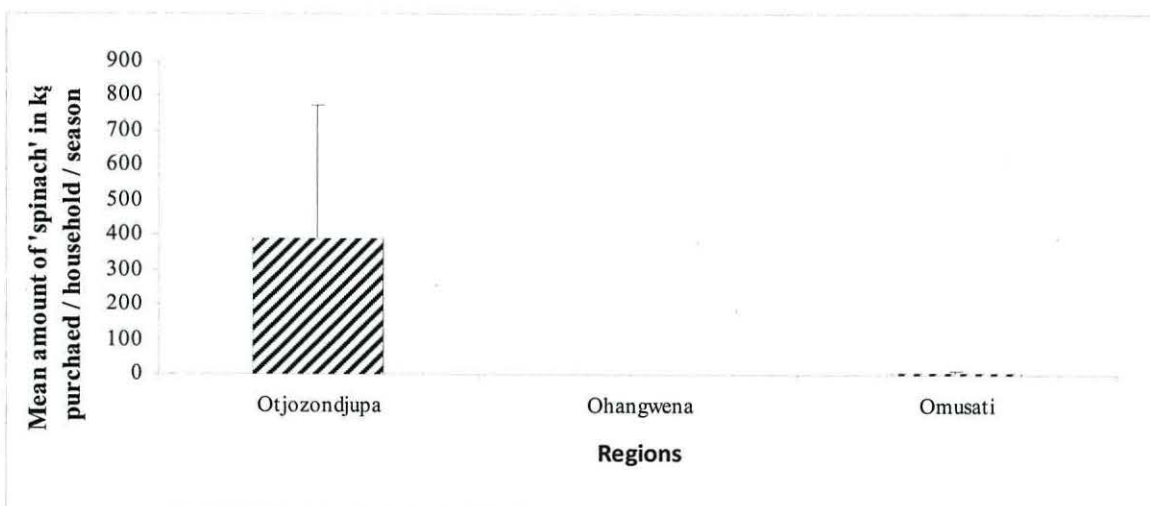 Mean amount of 'spinach' in kg
purchaed / household / season
900
800
700
600
500
400
300
200
100
0
Otjozondjupa Ohangwena Omusati
Regions